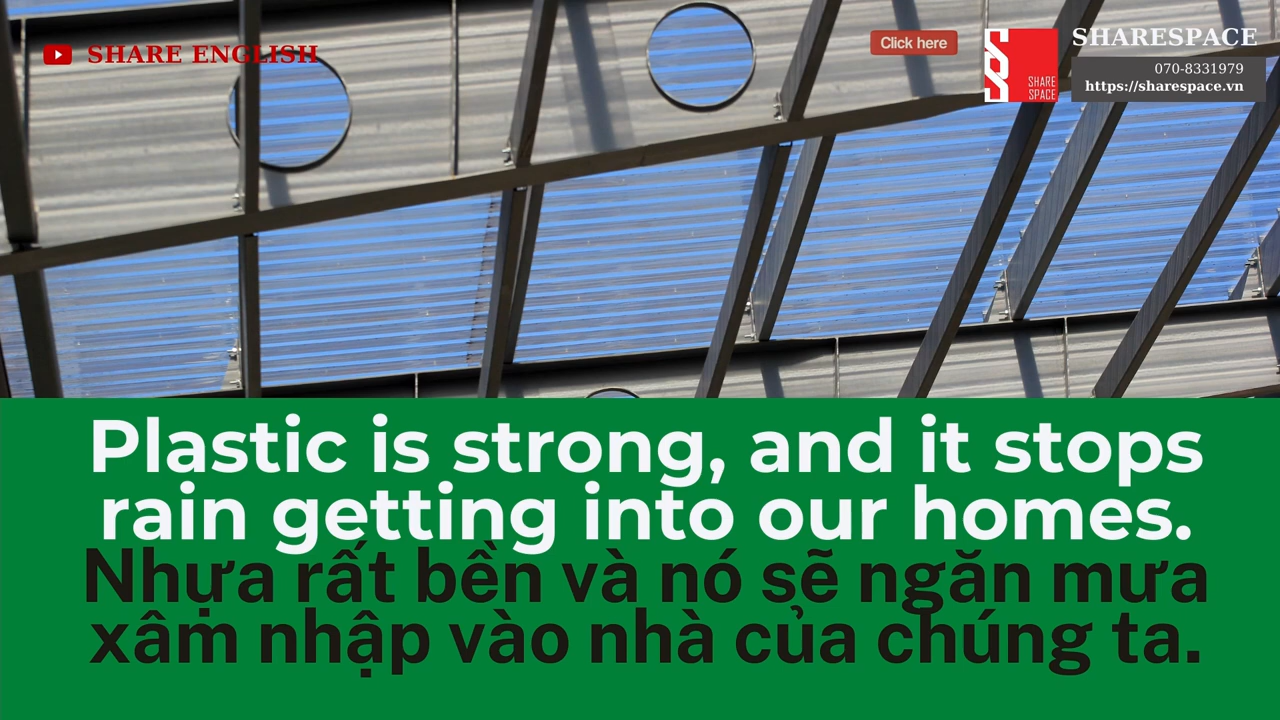 SHARE ENGLISH
Click here
SHARE
SPACE
SHARESPACE
070-8331979
https://sharespace.vn
Plastic is strong, and it stops
rain getting into our homes.
Nhựa rất bền và nó sẽ ngăn mưa
xâm nhập vào nhà của chúng ta.